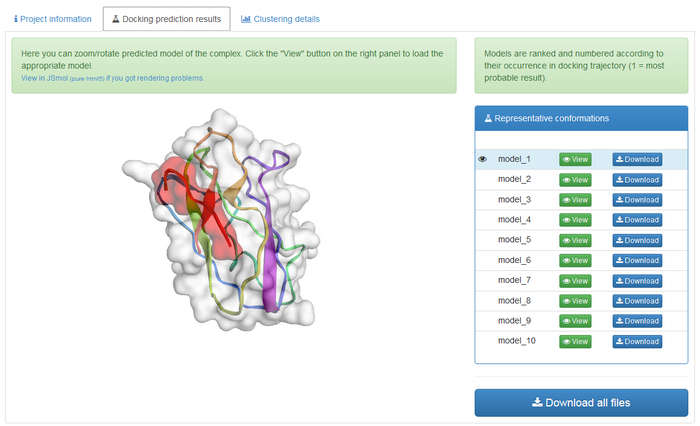 Project information
Docking prediction results
Clustering details
Here you can zoom/rotate predicted model of the complex. Click the "View" button on the right panel to load the
appropriate model.
View in JSmol (pure html5) if you got rendering problems.
Models are ranked and numbered according to
their occurrence in docking trajectory (1 = most
probable result).
Representative conformations
model_1 View Download
model_2 View Download
model_3 View Download
model_4 View Download
model_5 View Download
model_6 View Download
model_7 View Download
model_8 View Download
model_9 View Download
model_10 View Download
Download all files